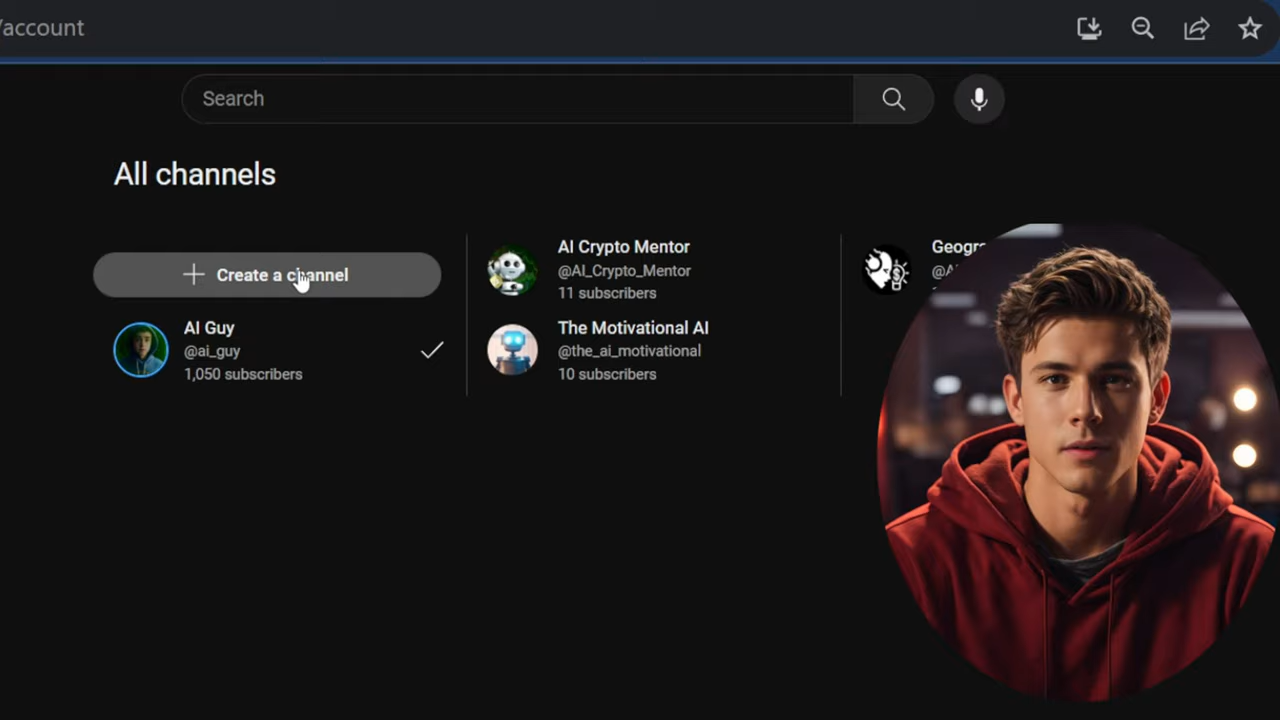 /account
Search
All channels
Create a channel
AI Guy
@ai_guy
1,050 subscribers
AI Crypto Mentor
@AI_Crypto_Mentor
11 subscribers
The Motivational AI
@the_ai_motivational
10 subscribers